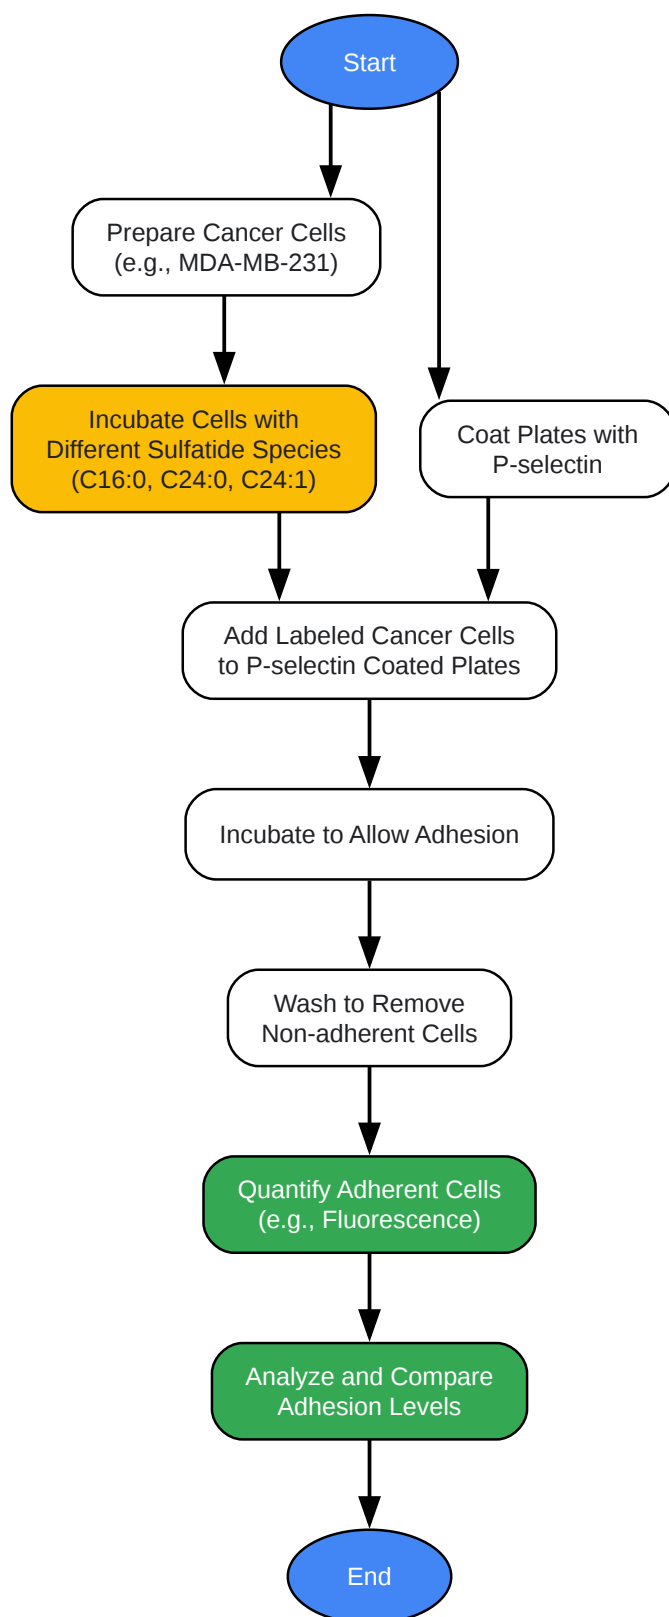 Start
Prepare Cancer Cells
(e.g., MDA-MB-231)
Incubate Cells with
Different Sulfatide Species
(C16:0, C24:0, C24:1)
Coat Plates with
P-selectin
Add Labeled Cancer Cells
to P-selectin Coated Plates
Incubate to Allow Adhesion
Wash to Remove
Non-adherent Cells
Quantify Adherent Cells
(e.g., Fluorescence)
Analyze and Compare
Adhesion Levels
End